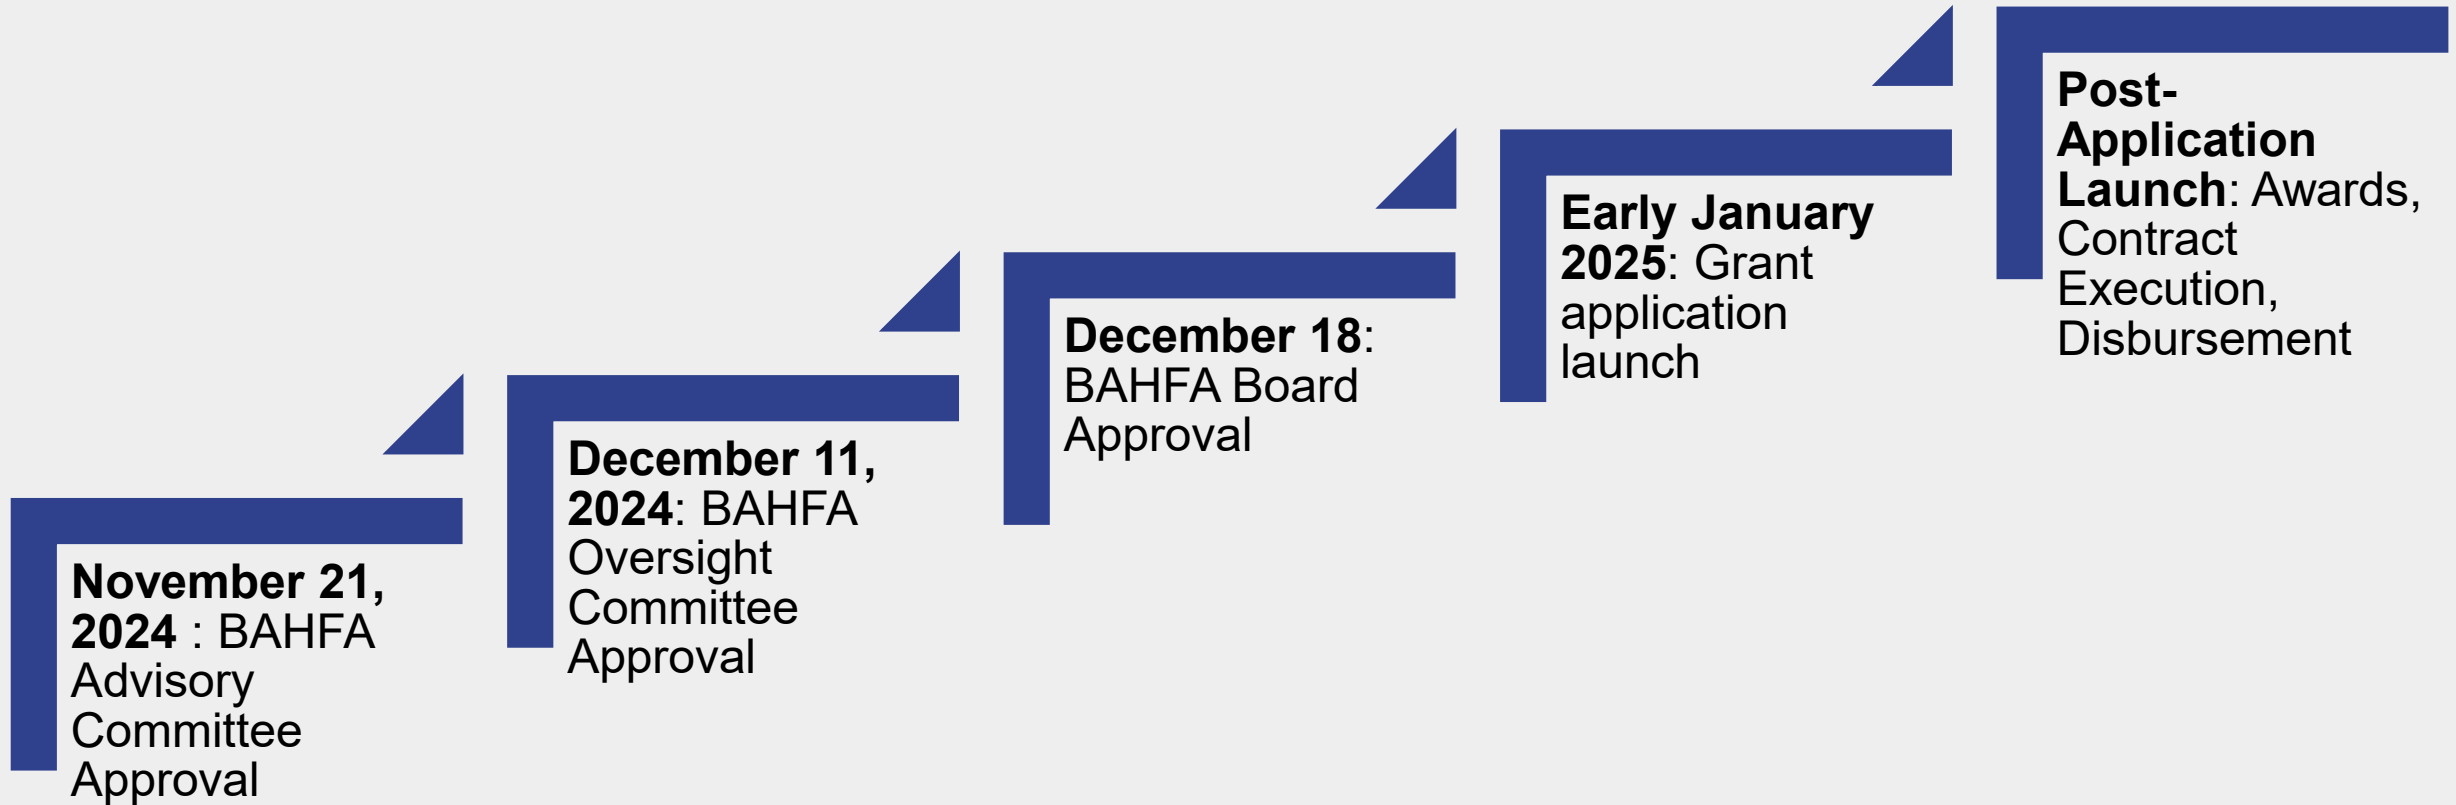 November 21,
2024 : BAHFA
Advisory
Committee
Approval
December 11,
2024: BAHFA
Oversight
Committee
Approval
December 18:
BAHFA Board
Approval
Early January
2025: Grant
application
launch
Post-
Application
Launch: Awards,
Contract
Execution,
Disbursement